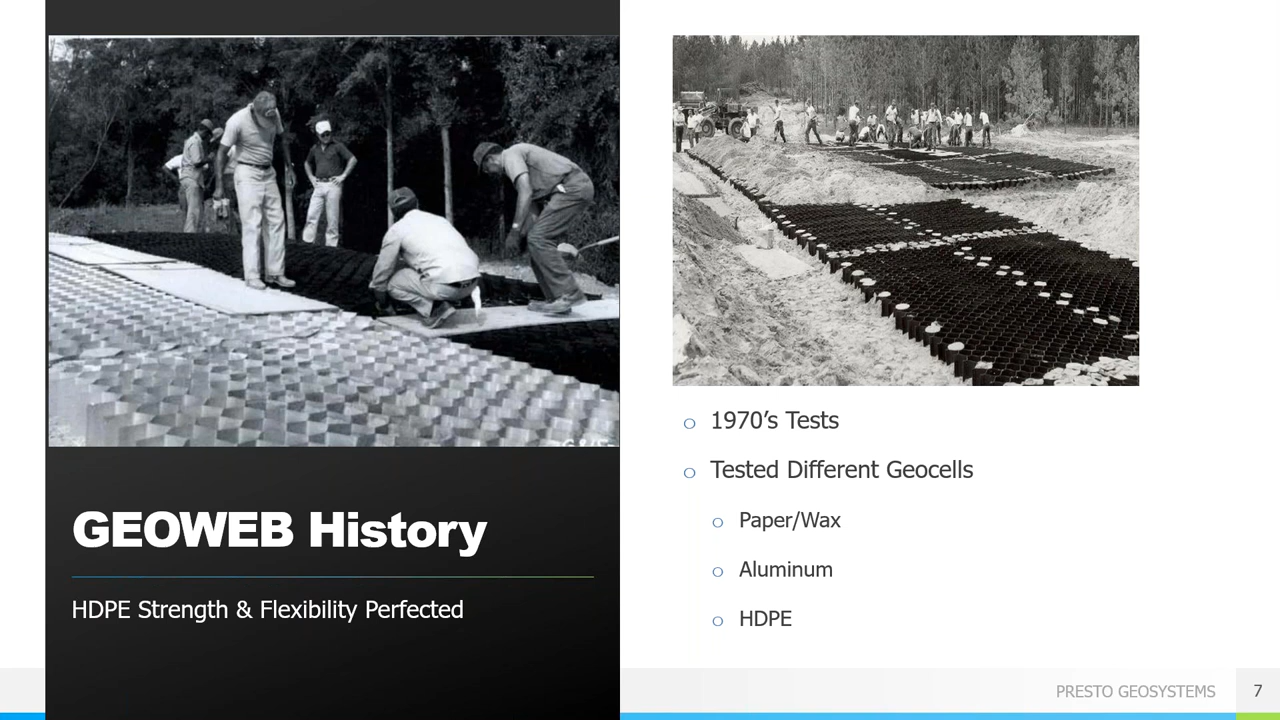 GEOWEB History
HDPE Strength & Flexibility Perfected
1970’s Tests
Tested Different Geocells
Paper/Wax
Aluminum
HDPE
PRESTO GEOSYSTEMS
7